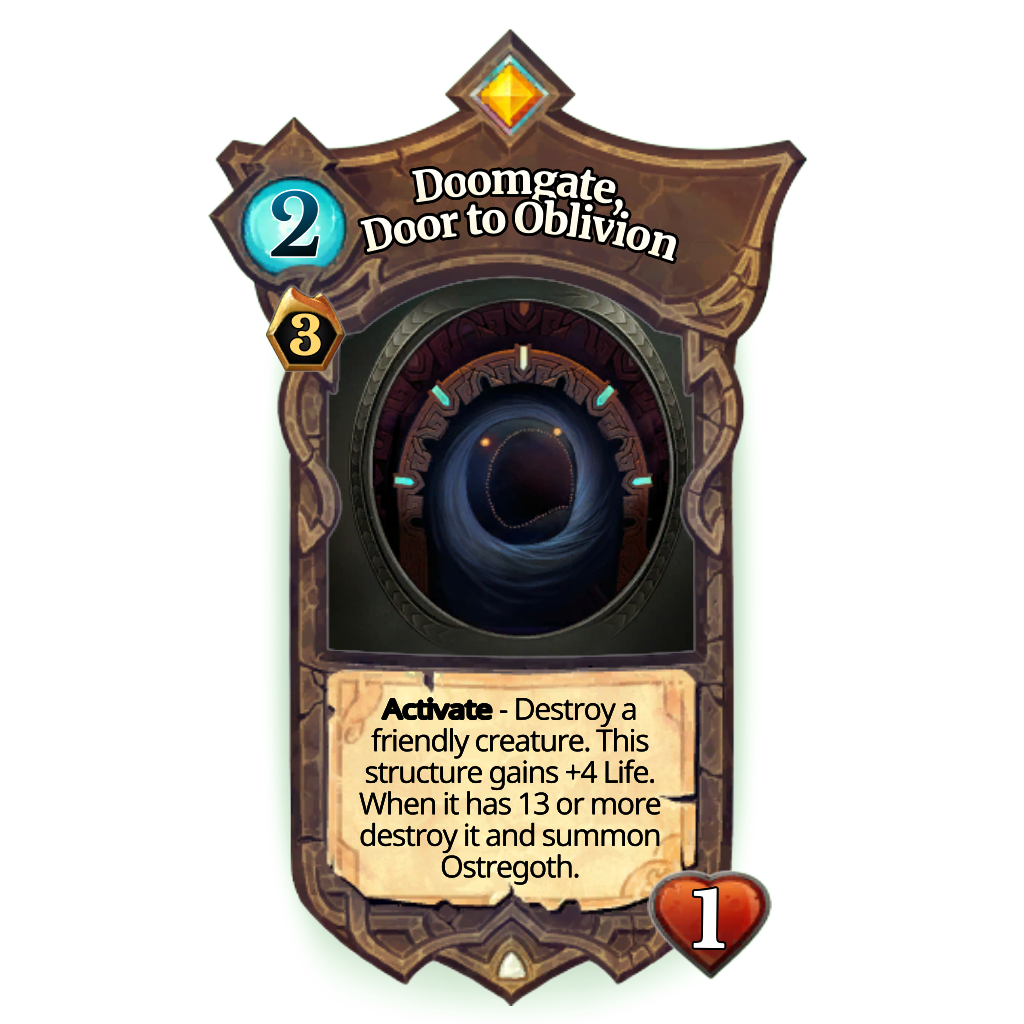 Doomgate,
Door to Oblivion
2
3
Activate - Destroy a
friendly creature. This
structure gains +4 Life.
When it has 13 or more
destroy it and summon
Ostregoth.
1